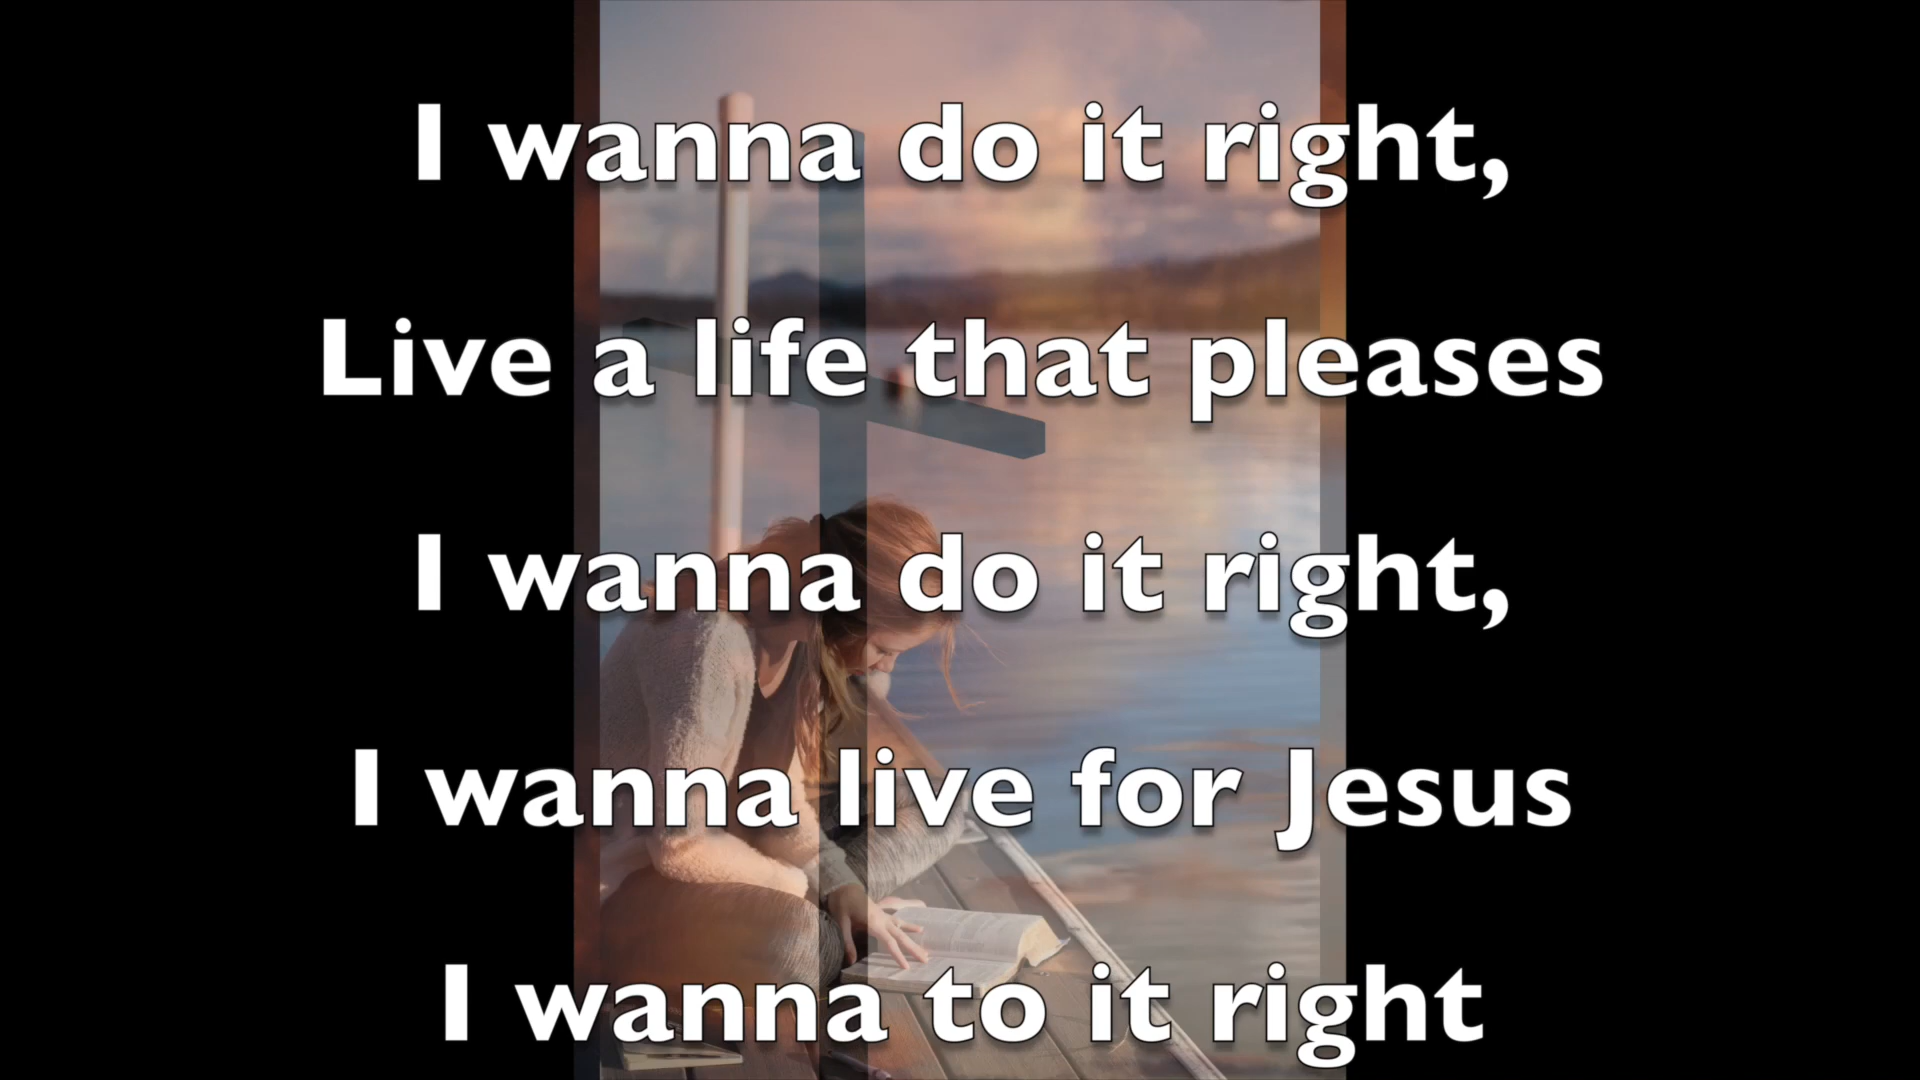 I wanna do it right,
Live a life that pleases
I wanna do it right,
I wanna live for Jesus
I wanna to it right